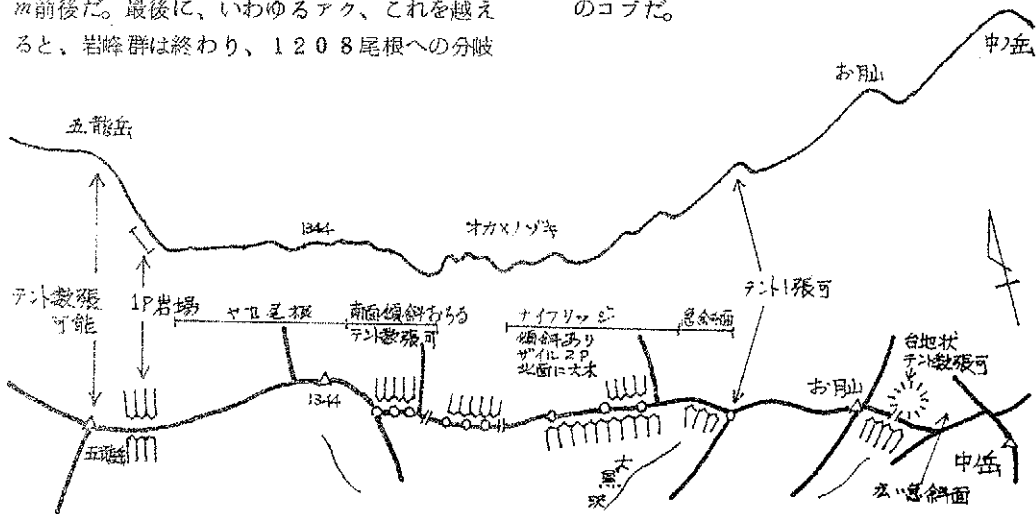 m前後だ。最後に、いわゆるアク、これを越え
ると、岩峰群は終わり、1208尾根への分岐
のコブだ。
中ノ岳
お月山
五龍岳
1344
オカメノゾキ
テント数張
可能
1P岩場
ヤセ尾根
南面傾斜おちる
テント数張可
ナイフリッジ
傾斜あり
ザイル2P
北面に大木
急斜面
テント1張可
台地状
テント数張可
お月山
1344
五龍岳
大
黒
沢
中ノ岳
広い急斜面